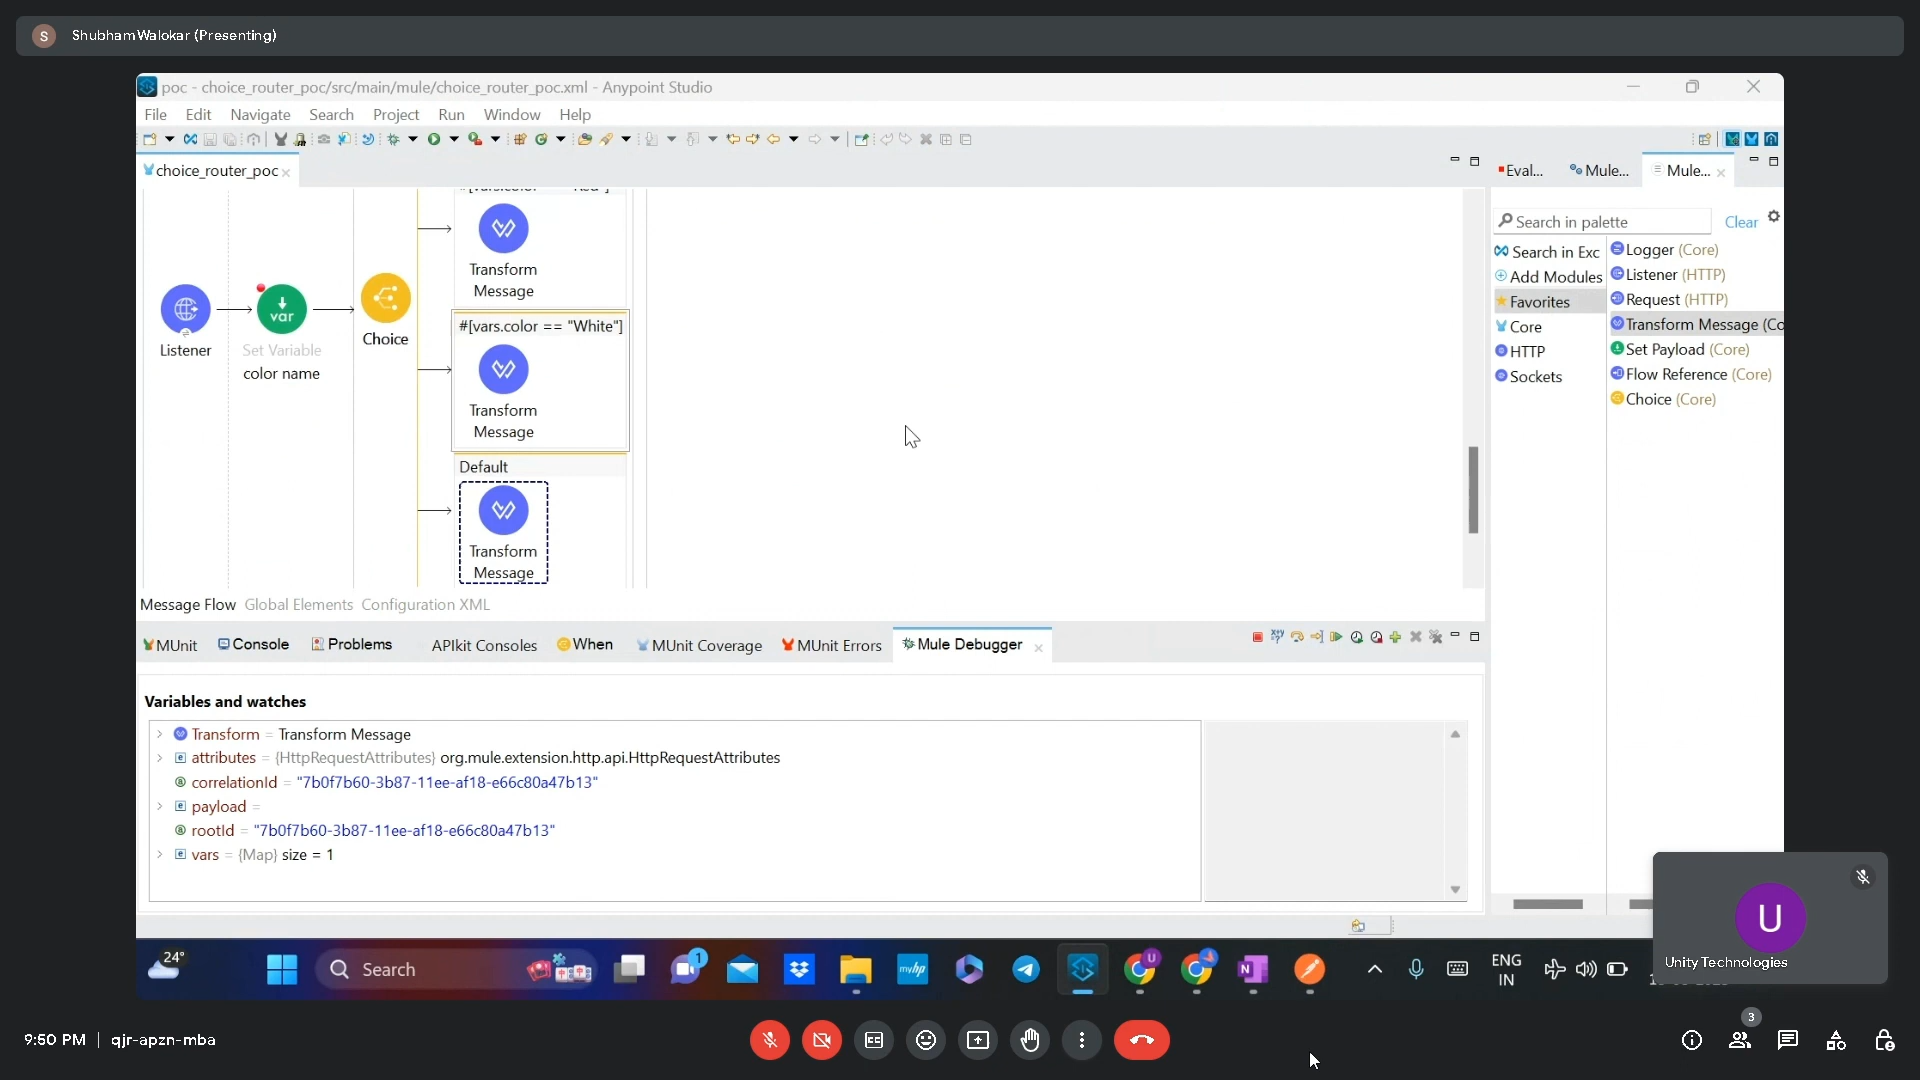 S ShubhamWalokar (Presenting)
poc - choice_router_poc/src/main/mule/choice_router_poc.xml - Anypoint Studio
File Edit Navigate Search Project Run Window Help
choice_router_poc
Eval... Mule... Mule...
Search in palette Clear
Search in Exc
Add Modules
Favorites
Core
HTTP
Sockets
Logger (Core)
Listener (HTTP)
Request (HTTP)
Transform Message (Co
Set Payload (Core)
Flow Reference (Core)
Choice (Core)
Transform
Message
#[vars.color == "White"]
Transform
Message
Default
Transform
Message
Listener
var
Set Variable
color name
Choice
Message Flow Global Elements Configuration XML
MUnit Console Problems APIkit Consoles When MUnit Coverage MUnit Errors Mule Debugger
Variables and watches
Transform = Transform Message
attributes = {HttpRequestAttributes} org.mule.extension.http.api.HttpRequestAttributes
correlationId = "7b0f7b60-3b87-11ee-af18-e66c80a47b13"
payload =
rootId = "7b0f7b60-3b87-11ee-af18-e66c80a47b13"
vars = {Map} size = 1
U
Unity Technologies
24°
Search
1
myhp
U
N
ENG
IN
9:50 PM | qjr-apzn-mba
3